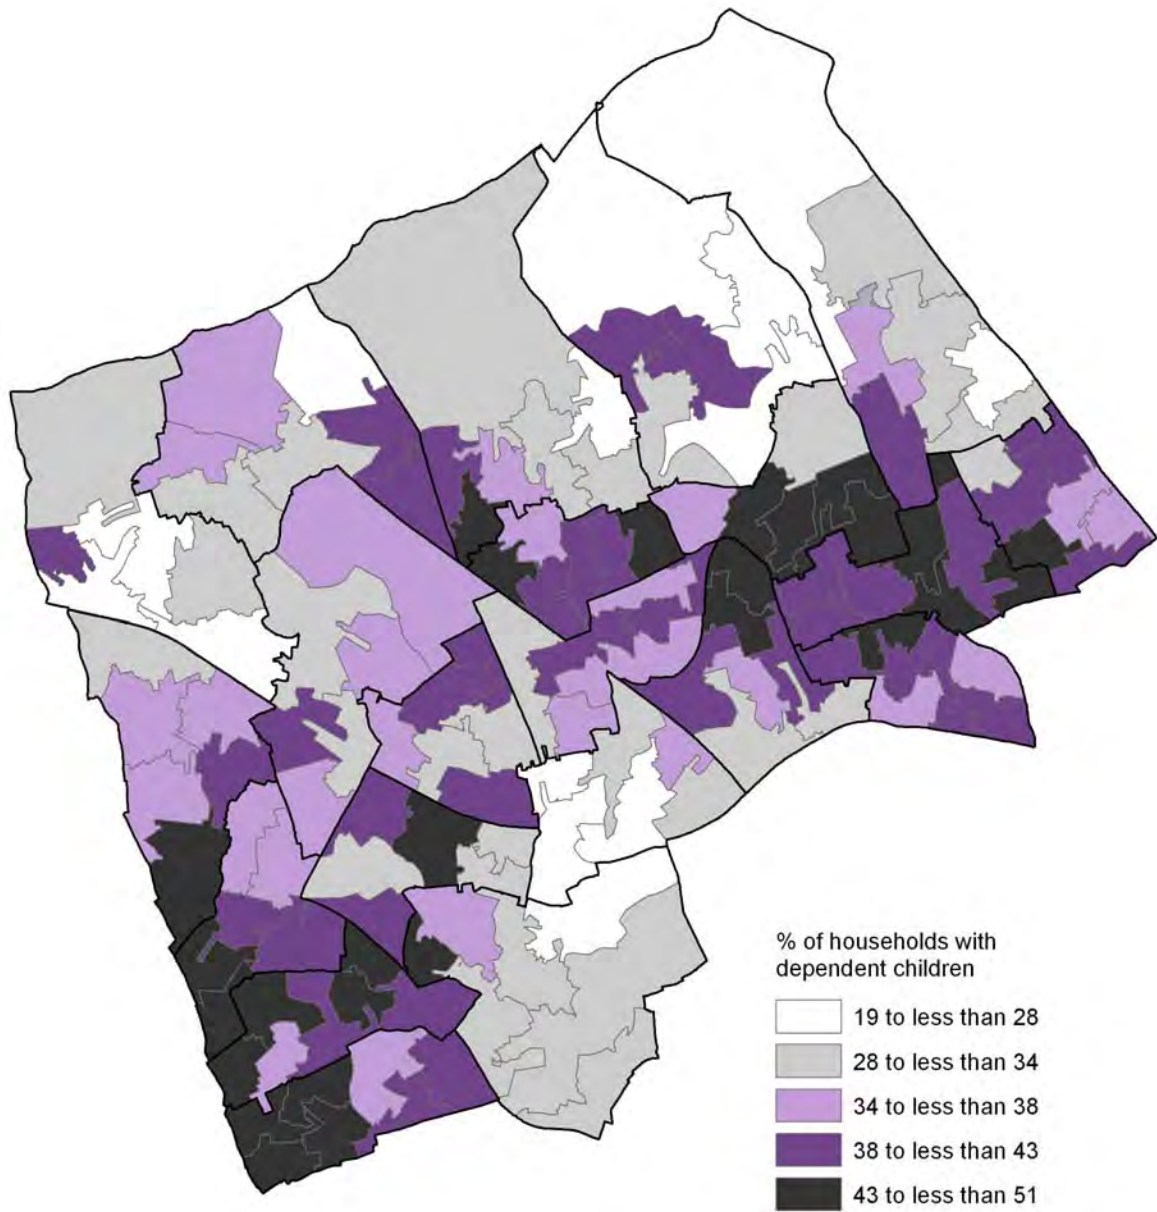 % of households with
dependent children
19 to less than 28
28 to less than 34
34 to less than 38
38 to less than 43
43 to less than 51